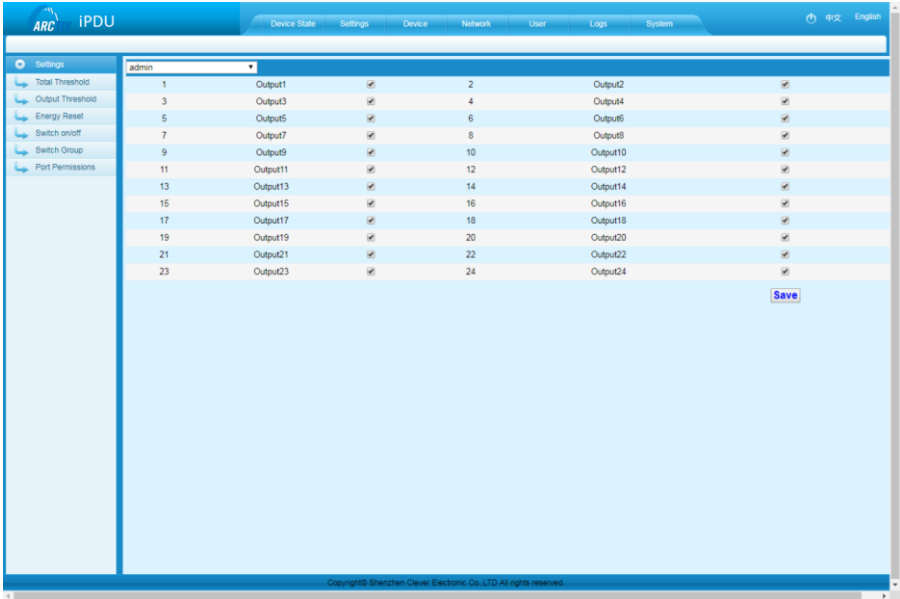 ARC iPDU
Device State Settings Device Network User Logs System
中文 English
Settings
Total Threshold
Output Threshold
Energy Reset
Switch on/off
Switch Group
Port Permissions
admin
1 Output1 2 Output2
3 Output3 4 Output4
5 Output5 6 Output6
7 Output7 8 Output8
9 Output9 10 Output10
11 Output11 12 Output12
13 Output13 14 Output14
15 Output15 16 Output16
17 Output17 18 Output18
19 Output19 20 Output20
21 Output21 22 Output22
23 Output23 24 Output24
Save
Copyright© Shenzhen Clever Electronic Co.,LTD All rights reserved.